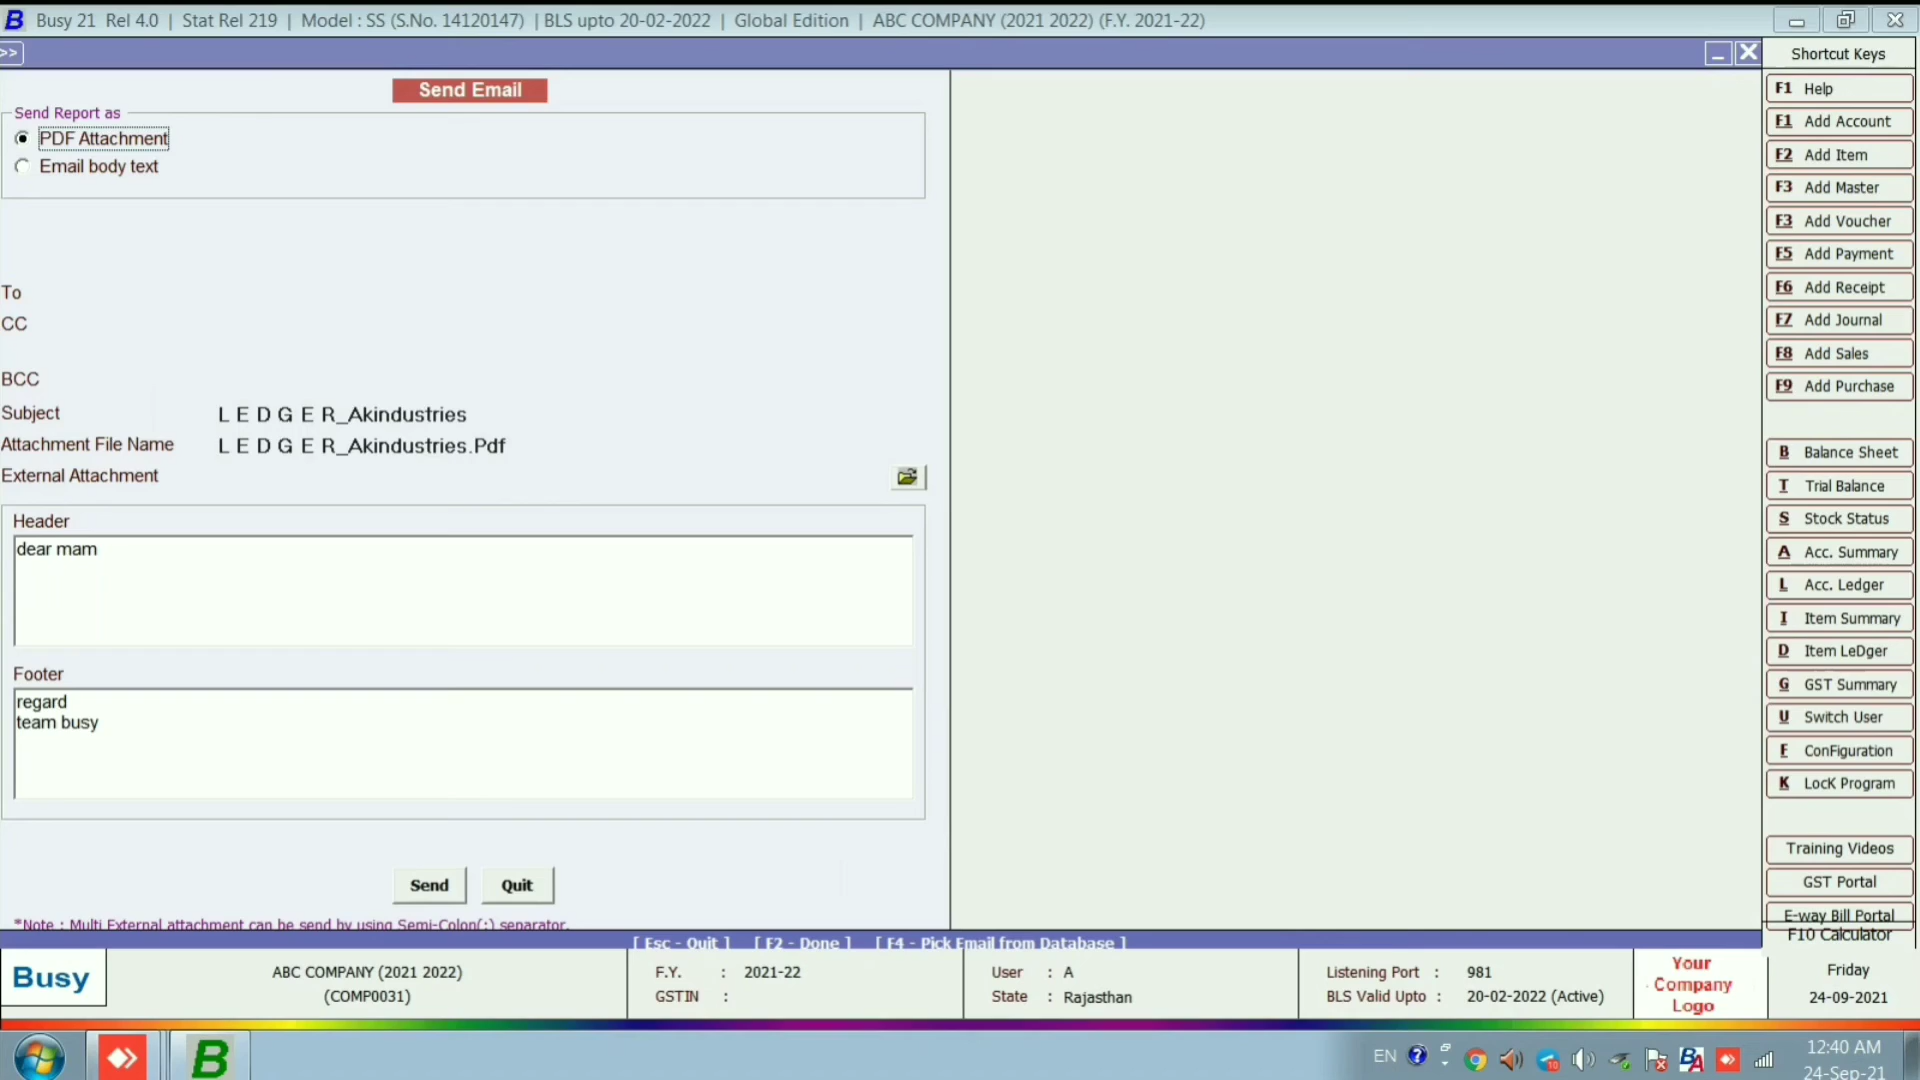 B Busy 21 Rel 4.0 | Stat Rel 219 | Model : SS (S.No. 14120147) | BLS upto 20-02-2022 | Global Edition | ABC COMPANY (2021 2022) (F.Y. 2021-22)
>>
Send Email
Send Report as
PDF Attachment
Email body text
To
CC
BCC
Subject L E D G E R_Akindustries
Attachment File Name L E D G E R_Akindustries.Pdf
External Attachment
Header
dear mam
Footer
regard
team busy
Send Quit
*Note : Multi External attachment can be send by using Semi-Colon(;) separator.
Shortcut Keys
F1 Help
F1 Add Account
F2 Add Item
F3 Add Master
F3 Add Voucher
F5 Add Payment
F6 Add Receipt
F7 Add Journal
F8 Add Sales
F9 Add Purchase
B Balance Sheet
T Trial Balance
S Stock Status
A Acc. Summary
L Acc. Ledger
I Item Summary
D Item LeDger
G GST Summary
U Switch User
F ConFiguration
K LocK Program
Training Videos
GST Portal
E-way Bill Portal
F10 Calculator
[ Esc - Quit ] [ F2 - Done ] [ F4 - Pick Email from Database ]
Busy
ABC COMPANY (2021 2022)
(COMP0031)
F.Y. : 2021-22
GSTIN :
User : A
State : Rajasthan
Listening Port : 981
BLS Valid Upto : 20-02-2022 (Active)
Your
Company
Logo
Friday
24-09-2021
B
EN
12:40 AM
24-Sep-21